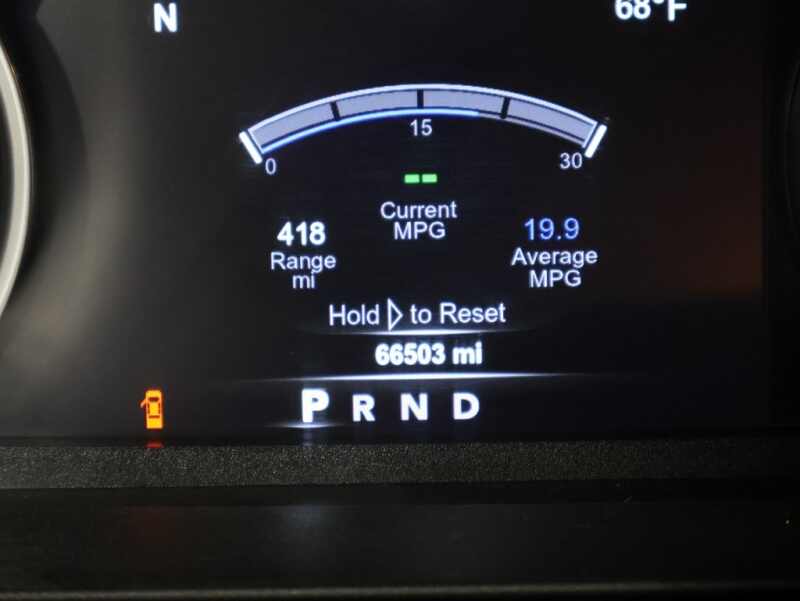 N
68°F
15
0
30
--
Current
MPG
418
Range
mi
19.9
Average
MPG
Hold ▷ to Reset
66503 mi
P R N D